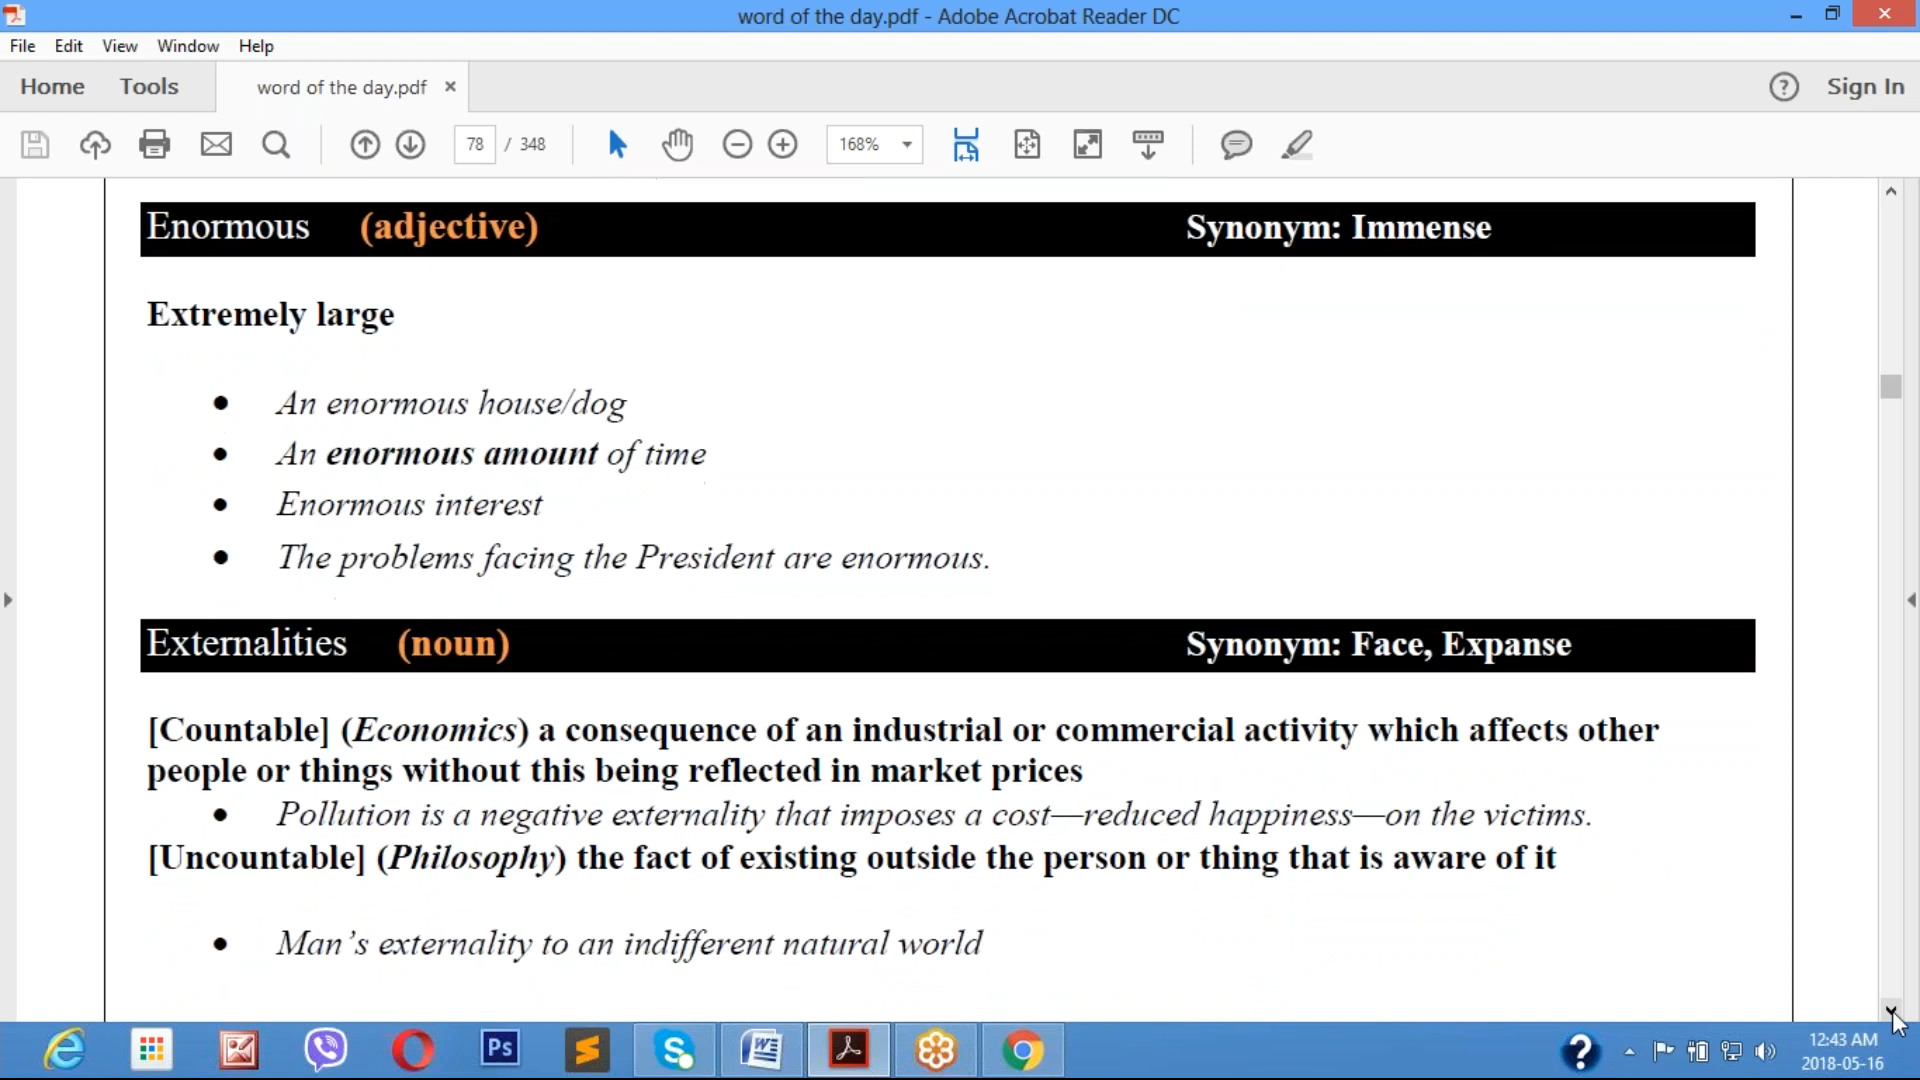 word of the day.pdf - Adobe Acrobat Reader DC
File Edit View Window Help
Home Tools word of the day.pdf × ? Sign In
78 / 348 168%
Enormous (adjective) Synonym: Immense
Extremely large
• An enormous house/dog
• An enormous amount of time
• Enormous interest
• The problems facing the President are enormous.
Externalities (noun) Synonym: Face, Expanse
[Countable] (Economics) a consequence of an industrial or commercial activity which affects other
people or things without this being reflected in market prices
• Pollution is a negative externality that imposes a cost—reduced happiness—on the victims.
[Uncountable] (Philosophy) the fact of existing outside the person or thing that is aware of it
• Man’s externality to an indifferent natural world
Ps
12:43 AM
2018-05-16